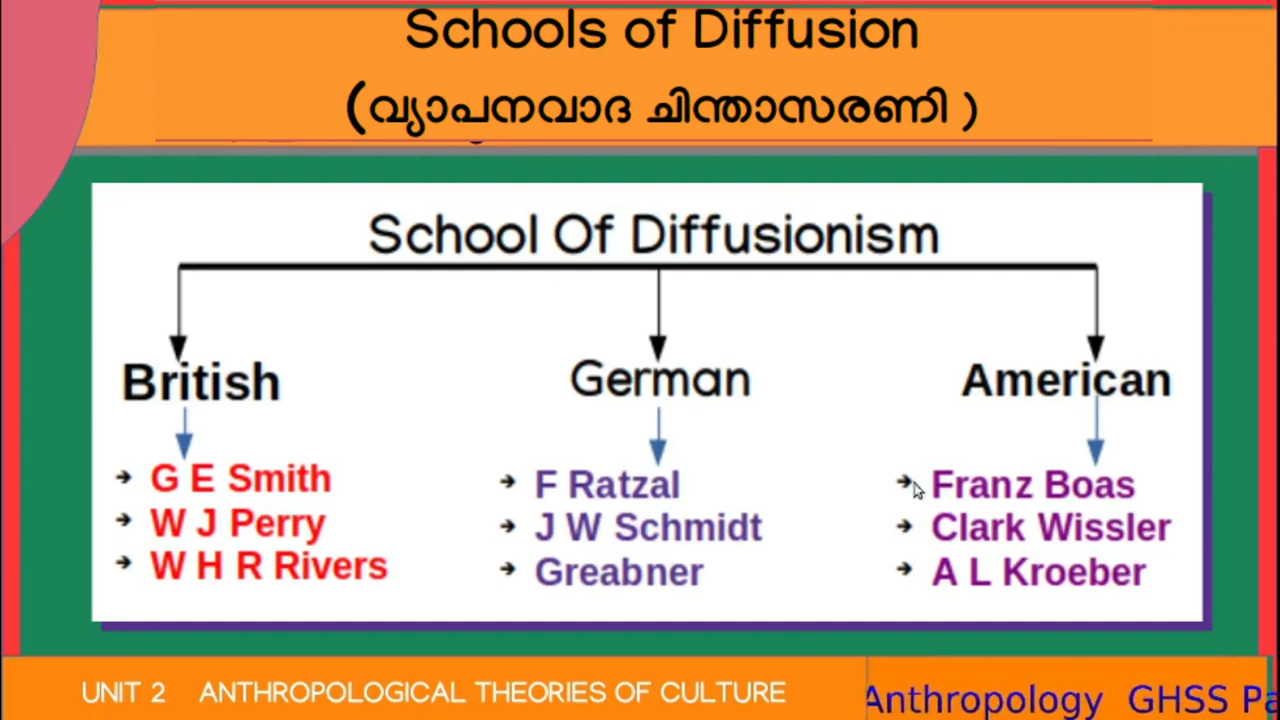 Schools of Diffusion
(വ്യാപനവാദ ചിന്താസരണി )
School Of Diffusionism
British
German
American
G E Smith
W J Perry
W H R Rivers
F Ratzal
J W Schmidt
Greabner
Franz Boas
Clark Wissler
A L Kroeber
UNIT 2 ANTHROPOLOGICAL THEORIES OF CULTURE
Anthropology GHSS